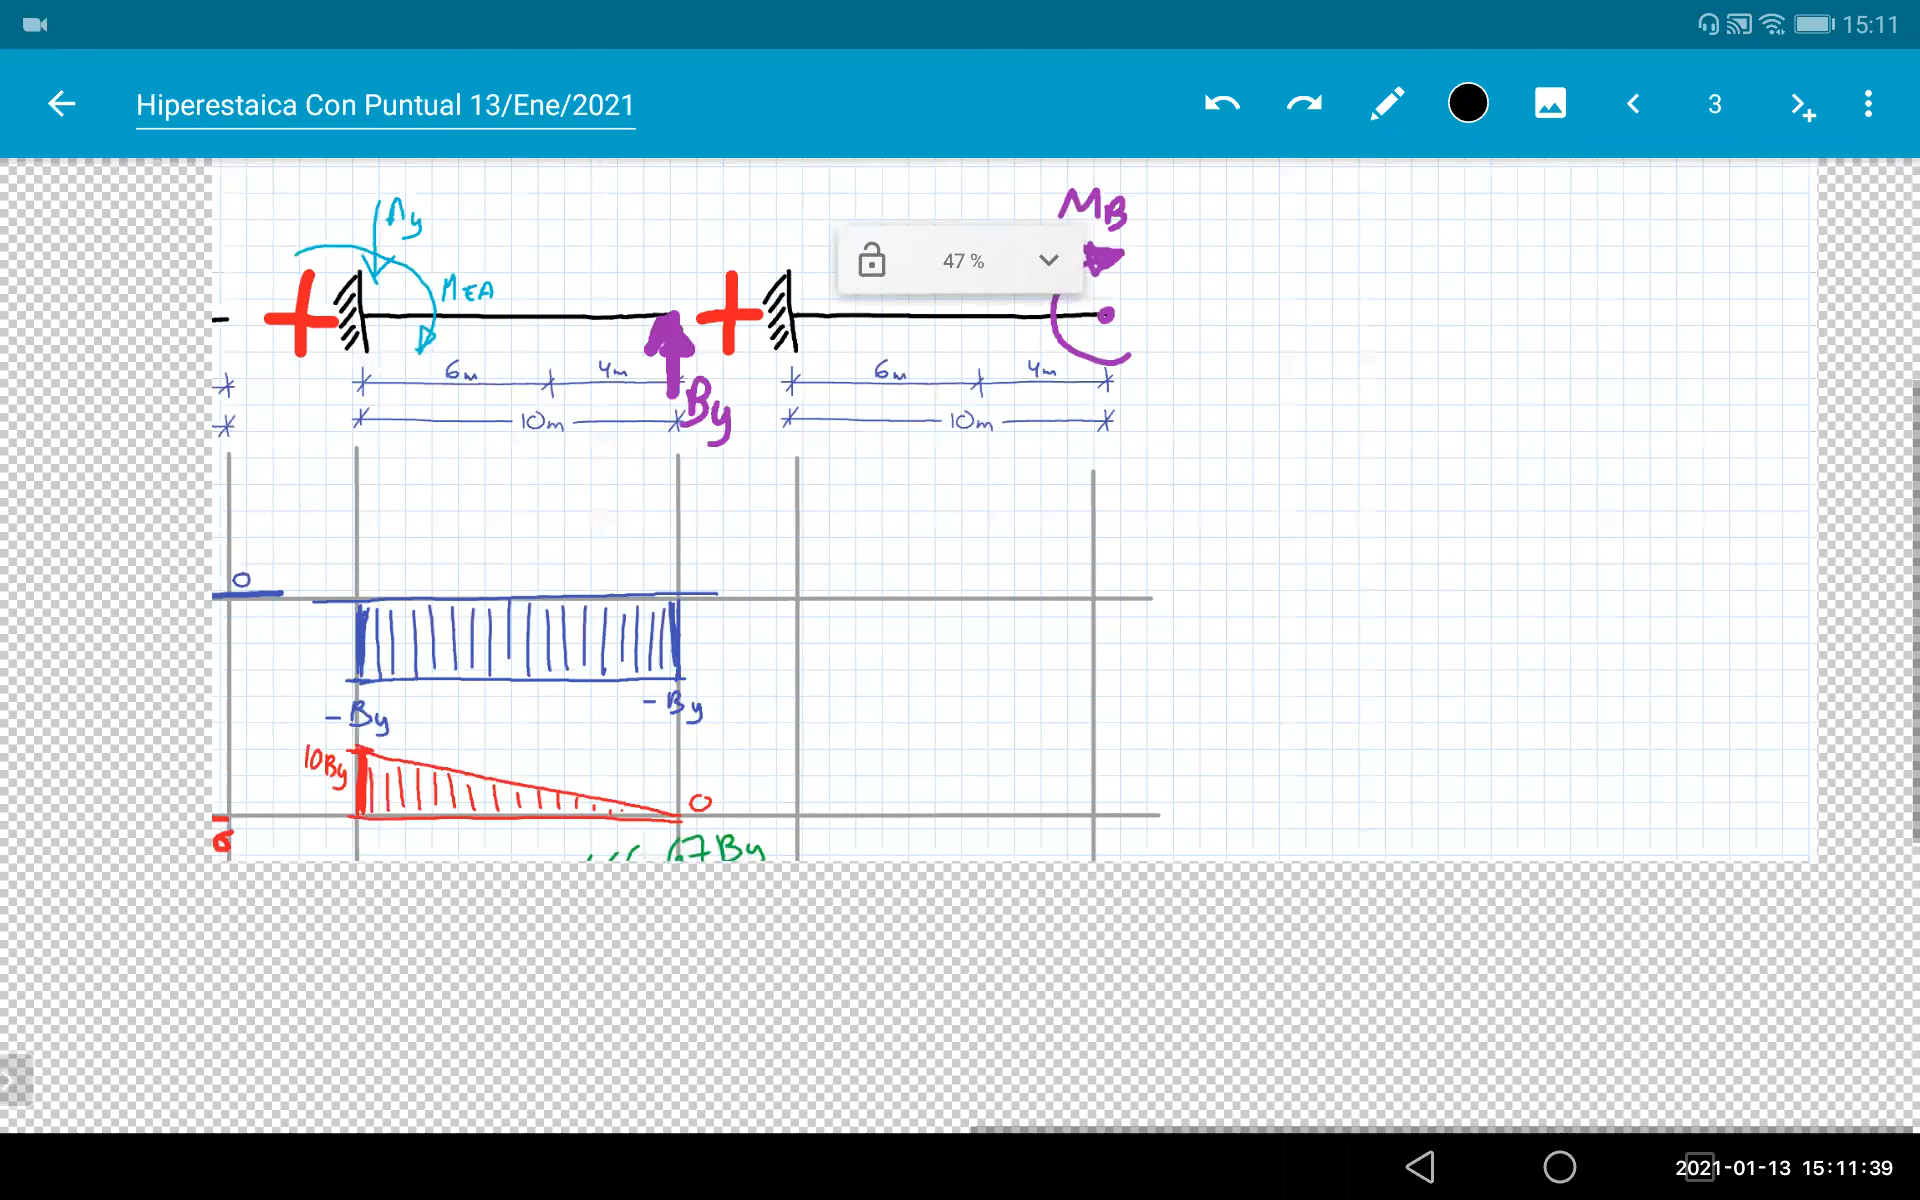 15:11
Hiperestaica Con Puntual 13/Ene/2021
3
Ay
MB
47 %
MEA
6m 4m
6m 4m
By
10m
10m
0
-By
-By
10By
0
67By
2021-01-13 15:11:39